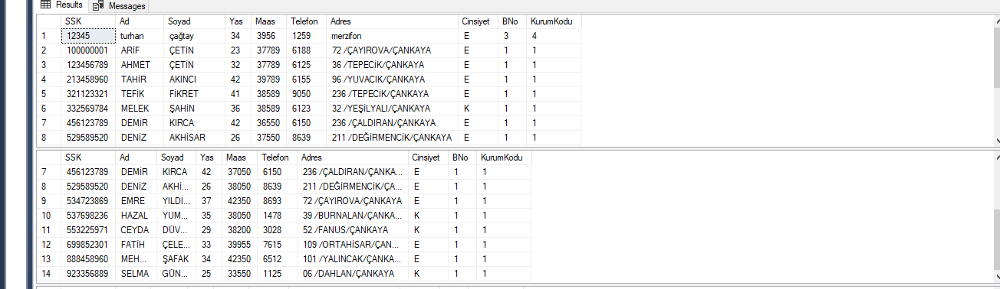 Results Messages
SSK Ad Soyad Yas Maas Telefon Adres Cinsiyet BNo KurumKodu
1 12345 turhan çağtay 34 3956 1259 merzifon E 3 4
2 100000001 ARİF ÇETİN 23 37789 6188 72 /ÇAYIROVA/ÇANKAYA E 1 1
3 123456789 AHMET ÇETİN 32 37789 6125 36 /TEPECİK/ÇANKAYA E 1 1
4 213458960 TAHİR AKINCI 42 39789 6155 96 /YUVACIK/ÇANKAYA E 1 1
5 321123321 TEFİK FİKRET 41 38589 9050 236 /TEPECİK/ÇANKAYA E 1 1
6 332569784 MELEK ŞAHİN 36 38589 6123 32 /YEŞİLYALI/ÇANKAYA K 1 1
7 456123789 DEMİR KIRCA 42 36550 6150 236 /ÇALDIRAN/ÇANKAYA E 1 1
8 529589520 DENİZ AKHİSAR 26 37550 8639 211 /DEĞİRMENCİK/ÇANKAYA E 1 1
SSK Ad Soyad Yas Maas Telefon Adres Cinsiyet BNo KurumKodu
7 456123789 DEMİR KIRCA 42 37050 6150 236 /ÇALDIRAN/ÇANKA... E 1 1
8 529589520 DENİZ AKHİ... 26 38050 8639 211 /DEĞİRMENCİK/ÇA... E 1 1
9 534723869 EMRE YILDI... 37 42350 8693 72 /ÇAYIROVA/ÇANKAYA E 1 1
10 537698236 HAZAL YUM... 35 38050 1478 39 /BURNALAN/ÇANKA... K 1 1
11 553225971 CEYDA DÜV... 29 38200 3028 52 /FANUS/ÇANKAYA K 1 1
12 699852301 FATİH ÇELE... 33 39955 7615 109 /ORTAHİSAR/ÇAN... E 1 1
13 888458960 MEH... ŞAFAK 34 42350 6512 101 /YALINCAK/ÇANKA... E 1 1
14 923356889 SELMA GÜN... 25 33550 1125 06 /DAHLAN/ÇANKAYA K 1 1